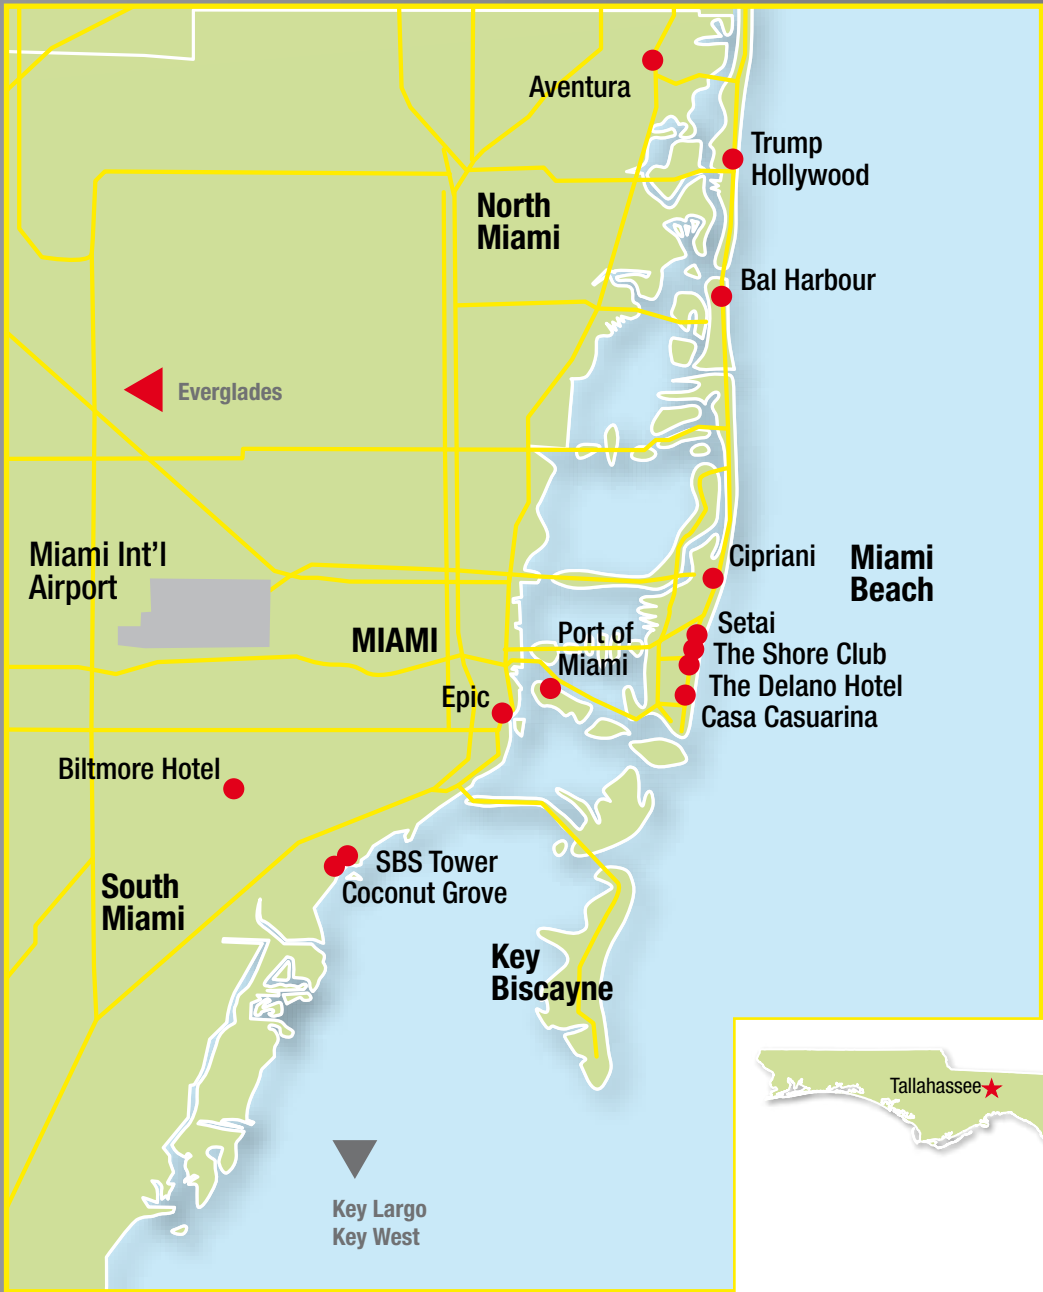 Aventura
Trump
Hollywood
North
Miami
Bal Harbour
Everglades
Miami Int'l
Airport
Cipriani
Miami
Beach
MIAMI
Port of
Miami
Setai
The Shore Club
The Delano Hotel
Casa Casuarina
Epic
Biltmore Hotel
SBS Tower
Coconut Grove
South
Miami
Key
Biscayne
Tallahassee
Key Largo
Key West